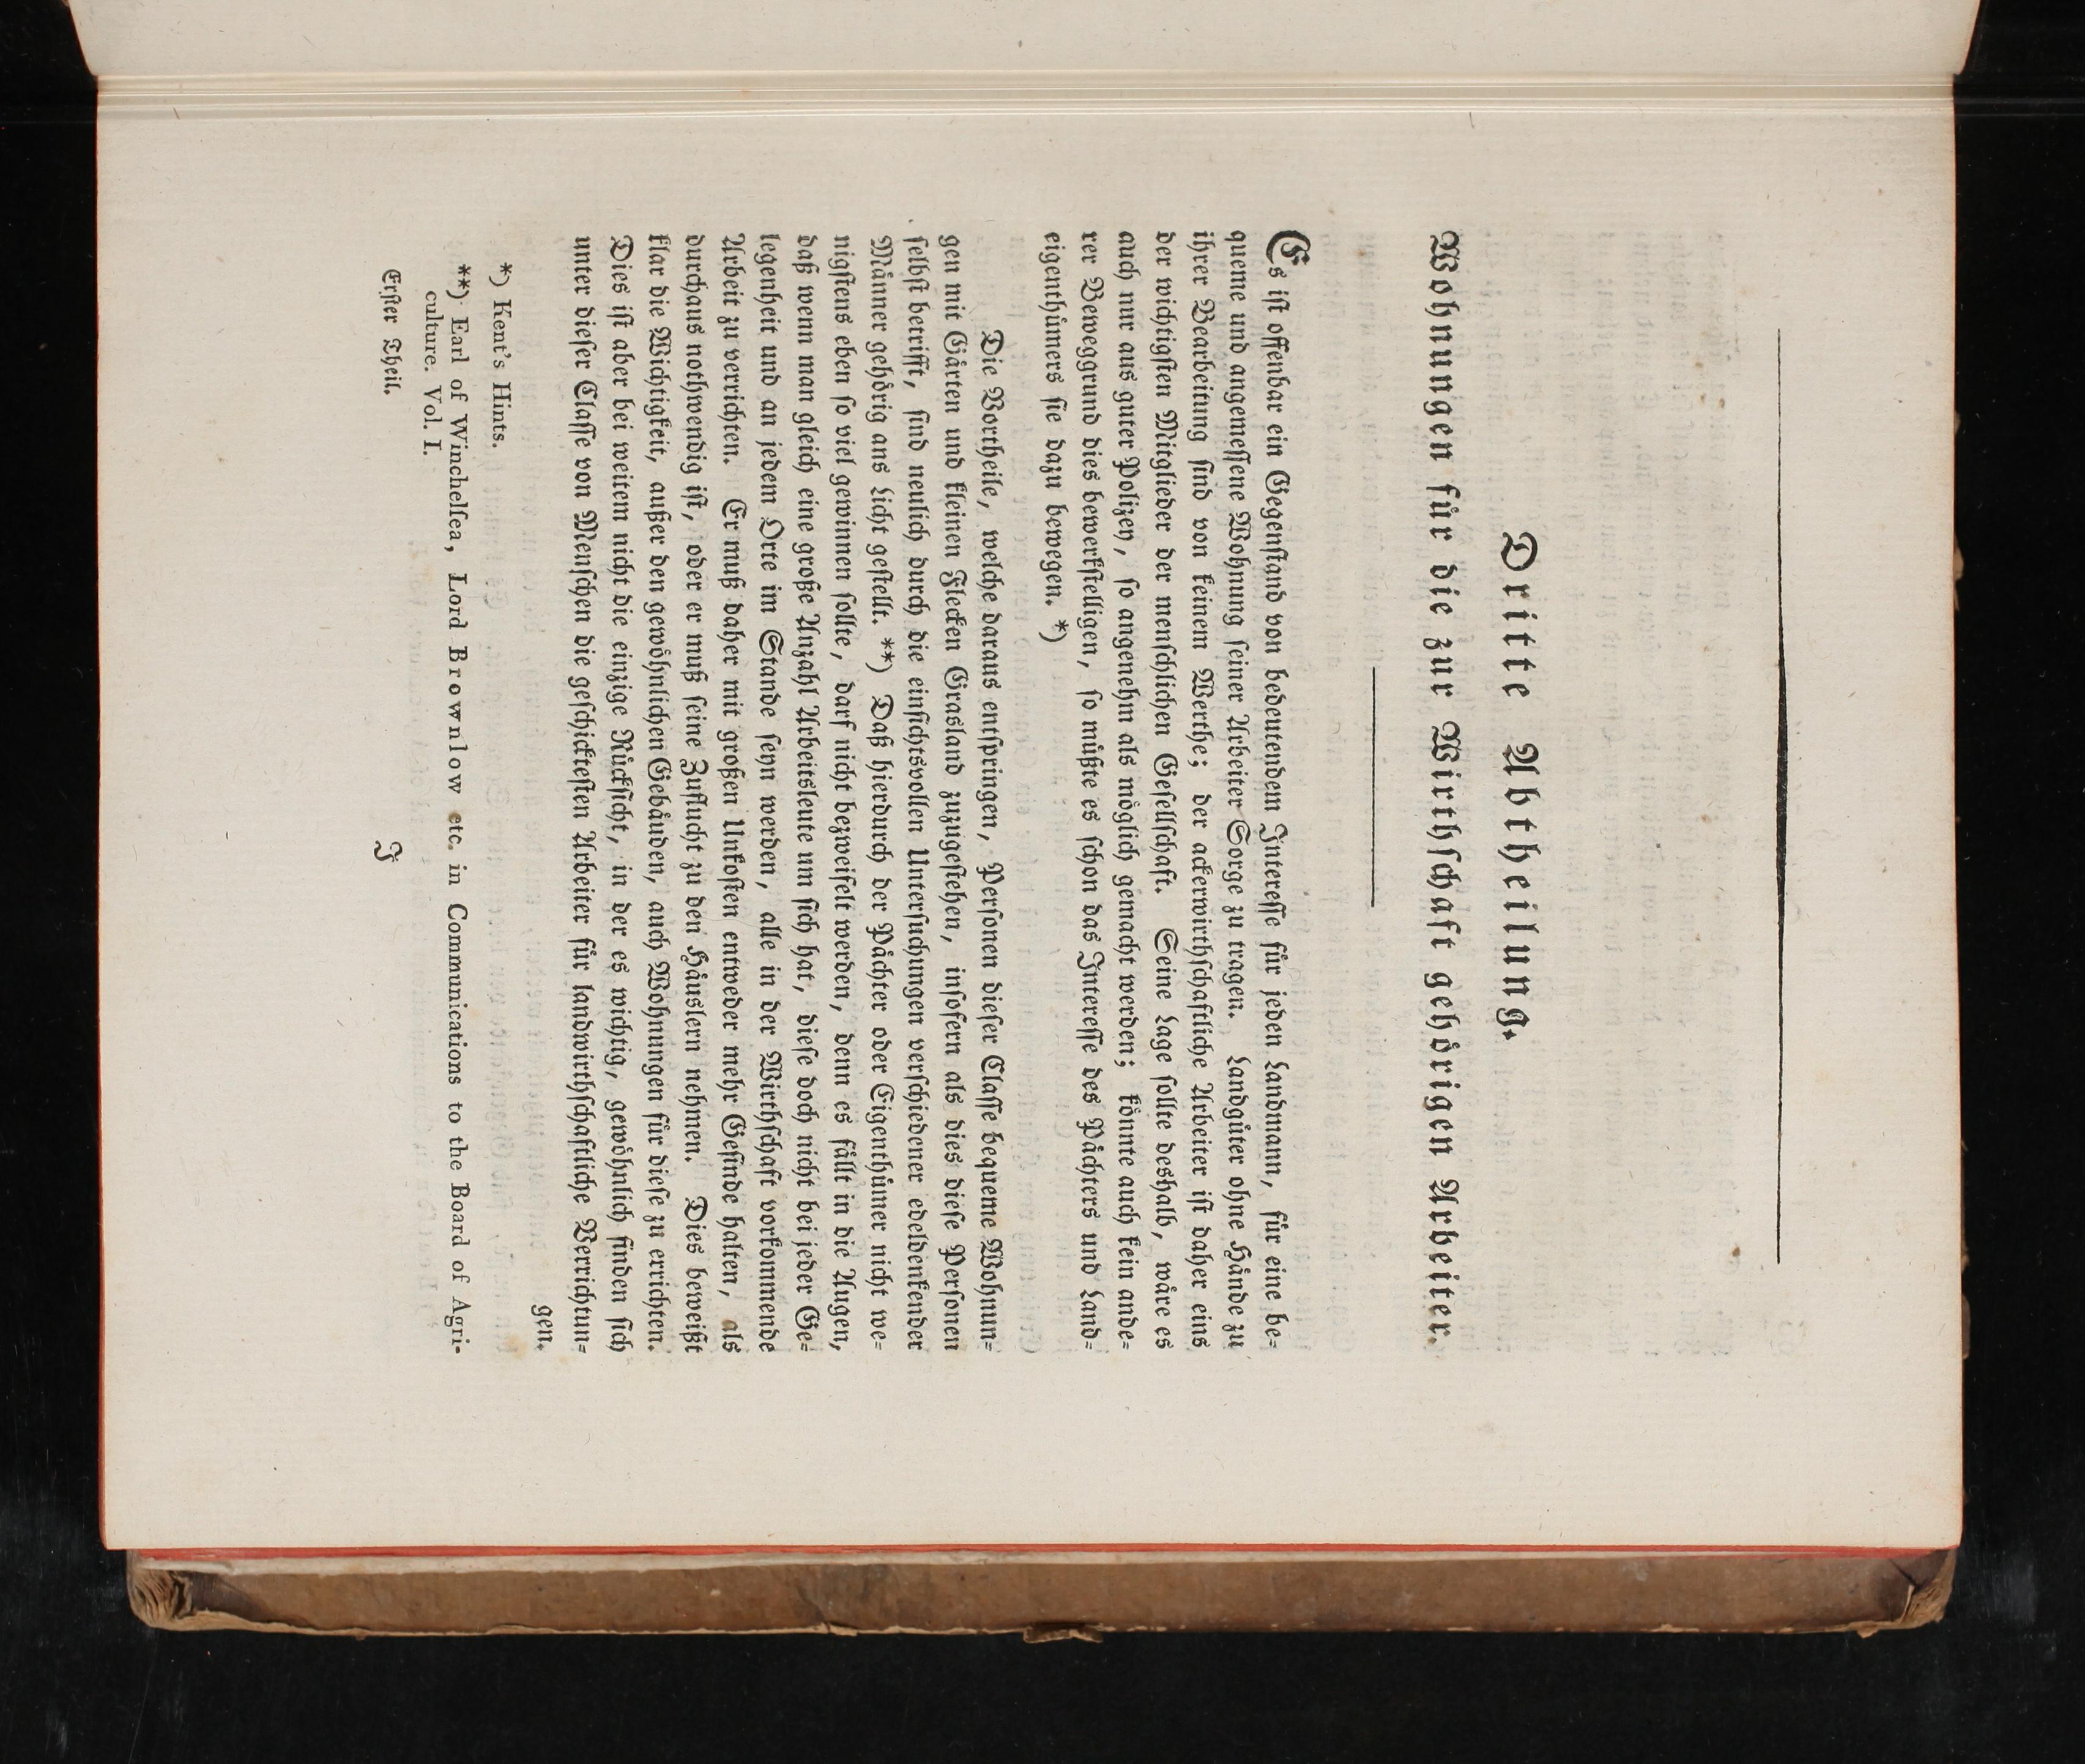 Dritte Abtheilung.
Wohnungen für die zur Wirthschaft gehörigen Arbeiter.
Es ist offenbar ein Gegenstand von bedeutendem Interesse für jeden Landmann, für eine be-
queme und angemessene Wohnung seiner Arbeiter Sorge zu tragen. Landgüter ohne Hände zu
ihrer Bearbeitung sind von keinem Werthe; der ackerwirthschaftliche Arbeiter ist daher eins
der wichtigsten Mitglieder der menschlichen Gesellschaft. Seine Lage sollte deshalb, wäre es
auch nur aus guter Polizey, so angenehm als möglich gemacht werden; könnte auch kein ande-
rer Beweggrund dies bewerkstelligen, so müßte es schon das Interesse des Pächters und Land-
eigenthümers sie dazu bewegen. *)
Die Vortheile, welche daraus entspringen, Personen dieser Classe bequeme Wohnun-
gen mit Gärten und kleinen Flecken Grasland zuzugestehen, insofern als dies diese Personen
selbst betrifft, sind neulich durch die einsichtsvollen Untersuchungen verschiedener edeldenkender
Männer gehörig ans Licht gestellt. **) Daß hierdurch der Pächter oder Eigenthümer nicht we-
nigstens eben so viel gewinnen sollte, darf nicht bezweifelt werden, denn es fällt in die Augen,
daß wenn man gleich eine große Anzahl Arbeitsleute um sich hat, diese doch nicht bei jeder Ge-
legenheit und an jedem Orte im Stande seyn werden, alle in der Wirthschaft vorkommende
Arbeit zu verrichten. Er muß daher mit großen Unkosten entweder mehr Gesinde halten, als
durchaus nothwendig ist, oder er muß seine Zuflucht zu den Häuslern nehmen. Dies beweißt
klar die Wichtigkeit, außer den gewöhnlichen Gebäuden, auch Wohnungen für diese zu errichten.
Dies ist aber bei weitem nicht die einzige Rücksicht, in der es wichtig, gewöhnlich finden sich
unter dieser Classe von Menschen die geschicktesten Arbeiter für landwirthschaftliche Verrichtun-
gen.
*) Kent's Hints.
**) Earl of Winchelsea, Lord Brownlow etc. in Communications to the Board of Agri-
culture. Vol. I.
Erster Theil. J